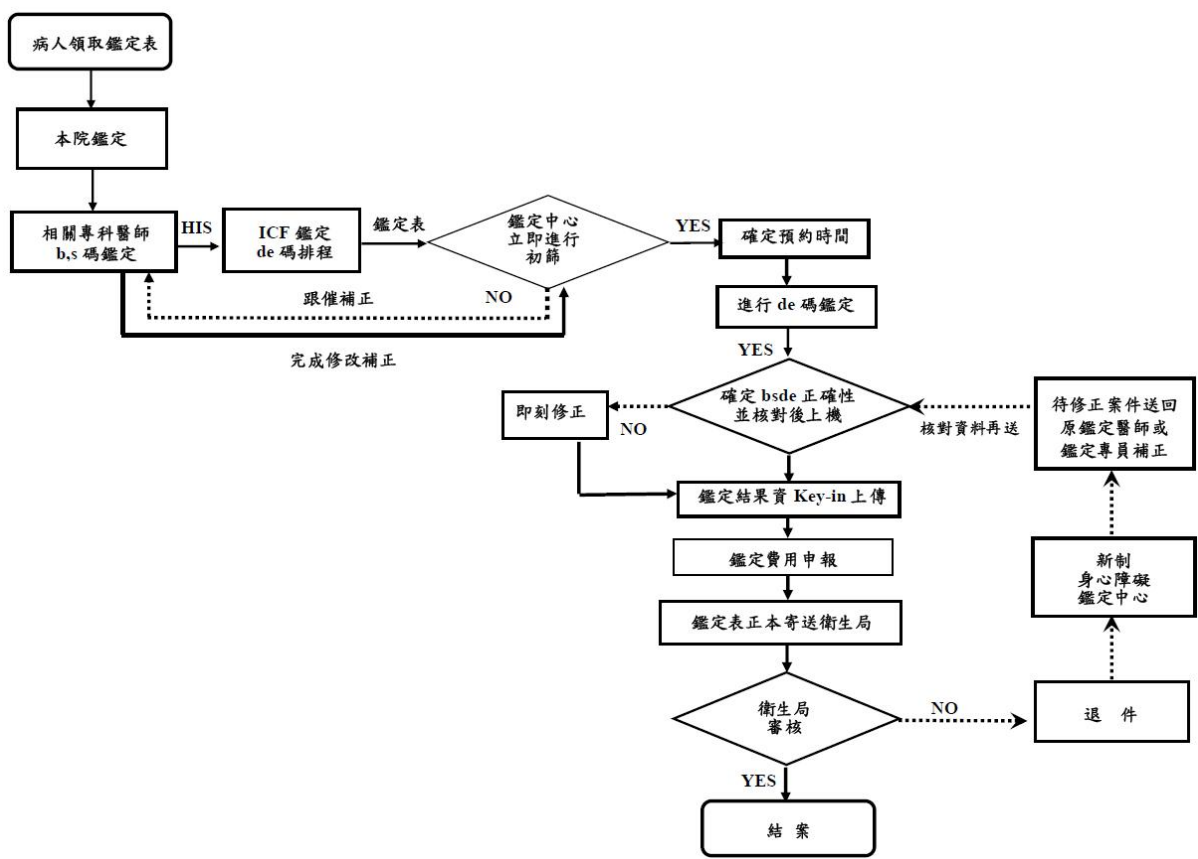 病人領取鑑定表
本院鑑定
相關專科醫師
b,s 碼鑑定
HIS
ICF 鑑定
de 碼排程
鑑定表
鑑定中心
立即進行
初篩
YES
確定預約時間
跟催補正
NO
完成修改補正
進行 de 碼鑑定
YES
確定 bsde 正確性
並核對後上機
NO
即刻修正
核對資料再送
待修正案件送回
原鑑定醫師或
鑑定專員補正
鑑定結果資 Key-in 上傳
鑑定費用申報
新制
身心障礙
鑑定中心
鑑定表正本寄送衛生局
衛生局
審核
NO
退 件
YES
結 案